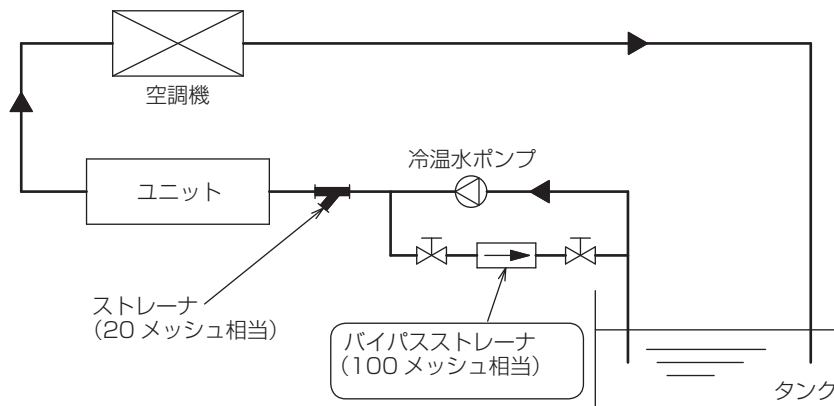 空調機
冷温水ポンプ
ユニット
ストレーナ
（20 メッシュ相当）
バイパスストレーナ
（100 メッシュ相当）
タンク